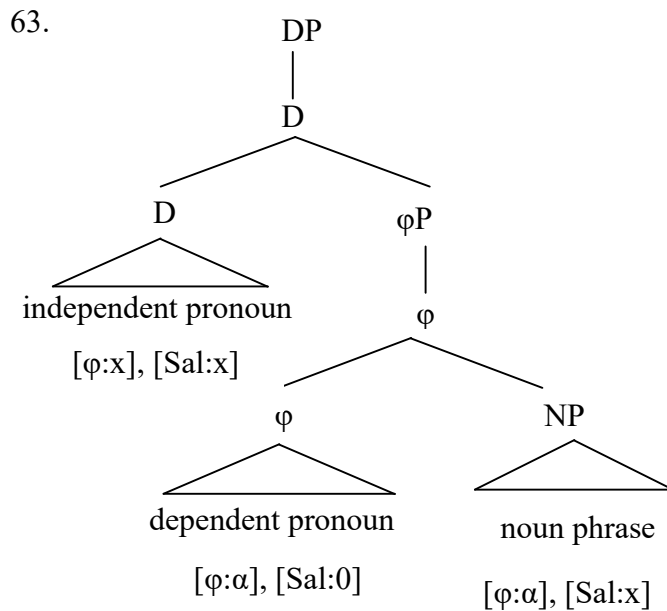 63.
DP
D
D φP
independent pronoun
φ
[φ:x], [Sal:x]
φ NP
dependent pronoun noun phrase
[φ:α], [Sal:0] [φ:α], [Sal:x]